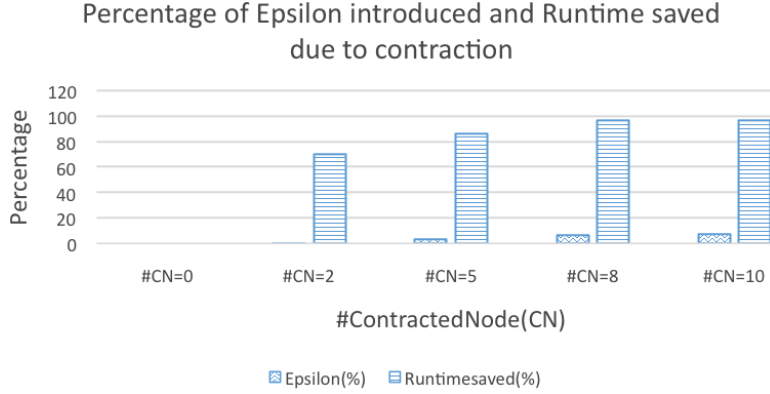 Percentage of Epsilon introduced and Runtime saved
due to contraction
120
100
80
60
40
20
0
Percentage
#CN=0 #CN=2 #CN=5 #CN=8 #CN=10
#ContractedNode(CN)
Epsilon(%) Runtimesaved(%)